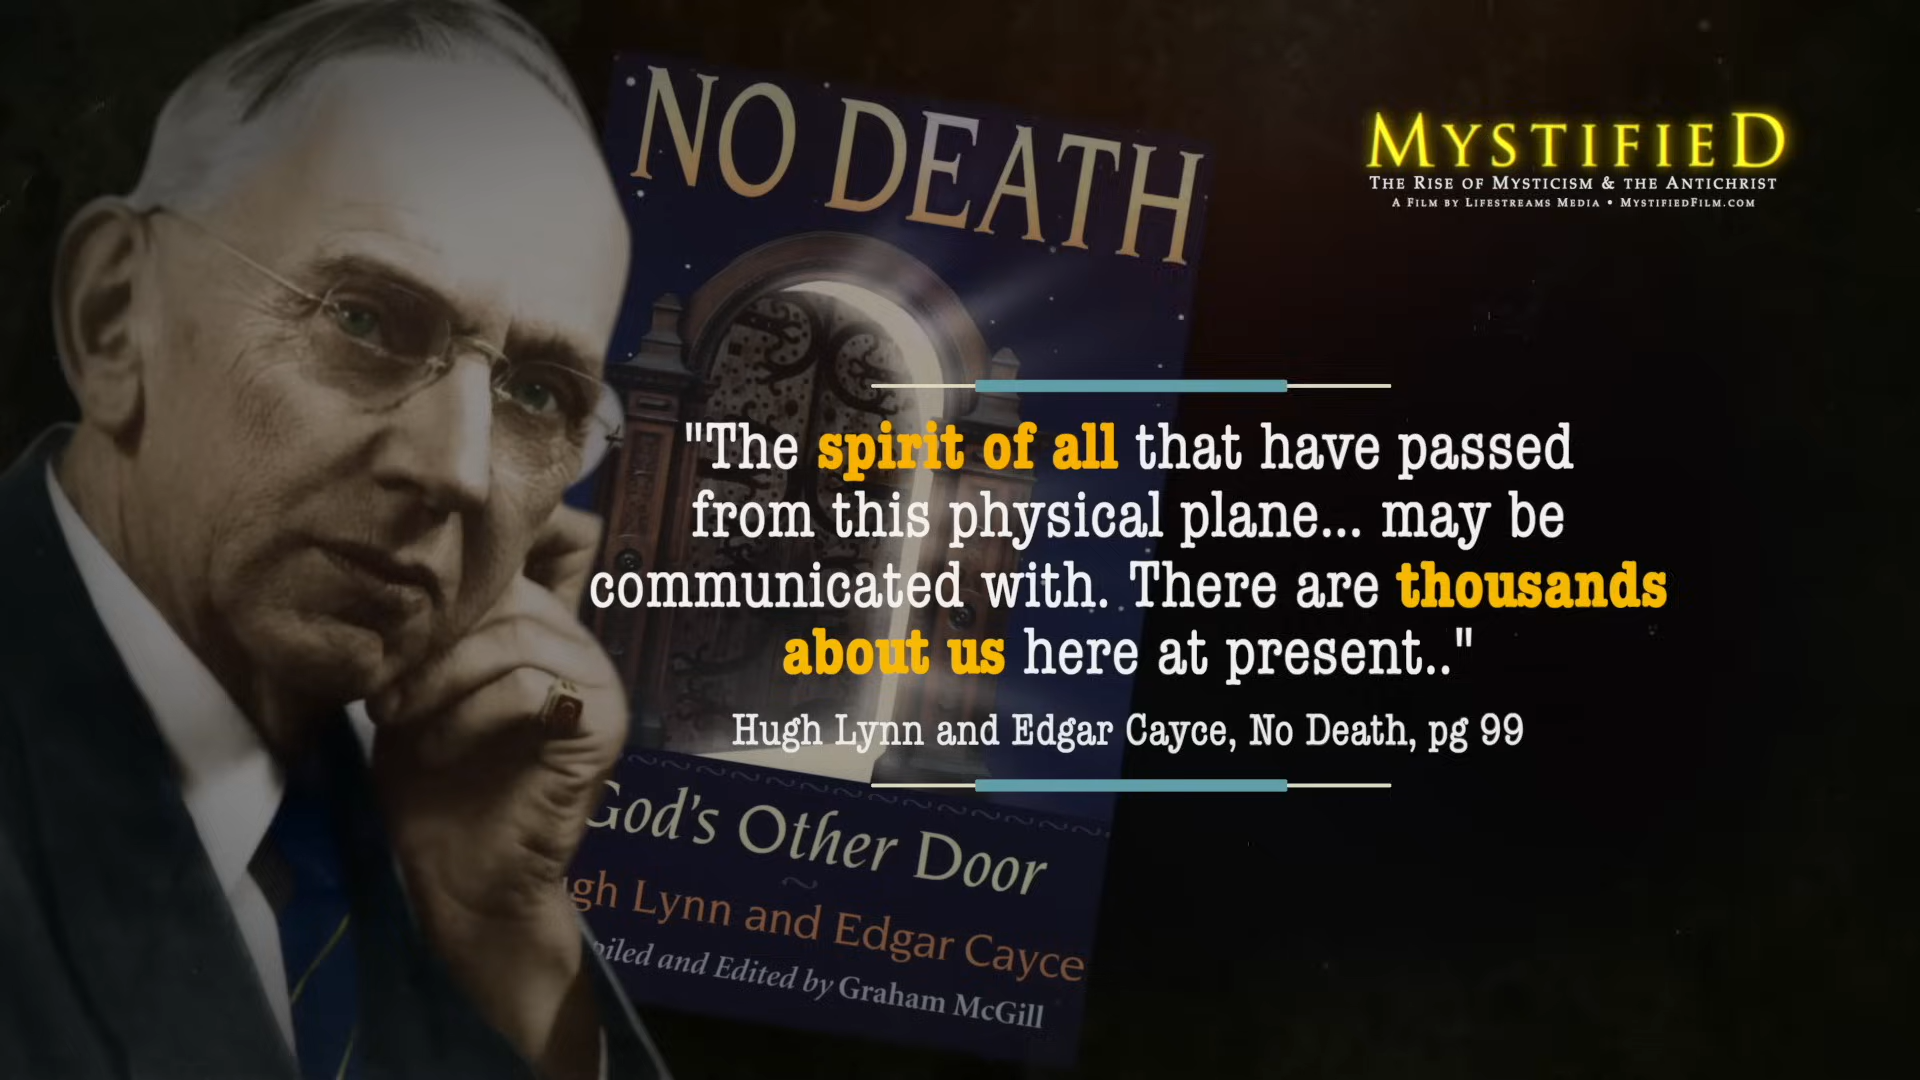 NO DEATH
MYSTIFIED
THE RISE OF MYSTICISM & THE ANTICHRIST
A FILM BY LIFESTREAMS MEDIA • MYSTIFIEDFILM.COM
"The spirit of all that have passed
from this physical plane... may be
communicated with. There are thousands
about us here at present.."
Hugh Lynn and Edgar Cayce, No Death, pg 99
God's Other Door
gh Lynn and Edgar Cayce
piled and Edited by Graham McGill